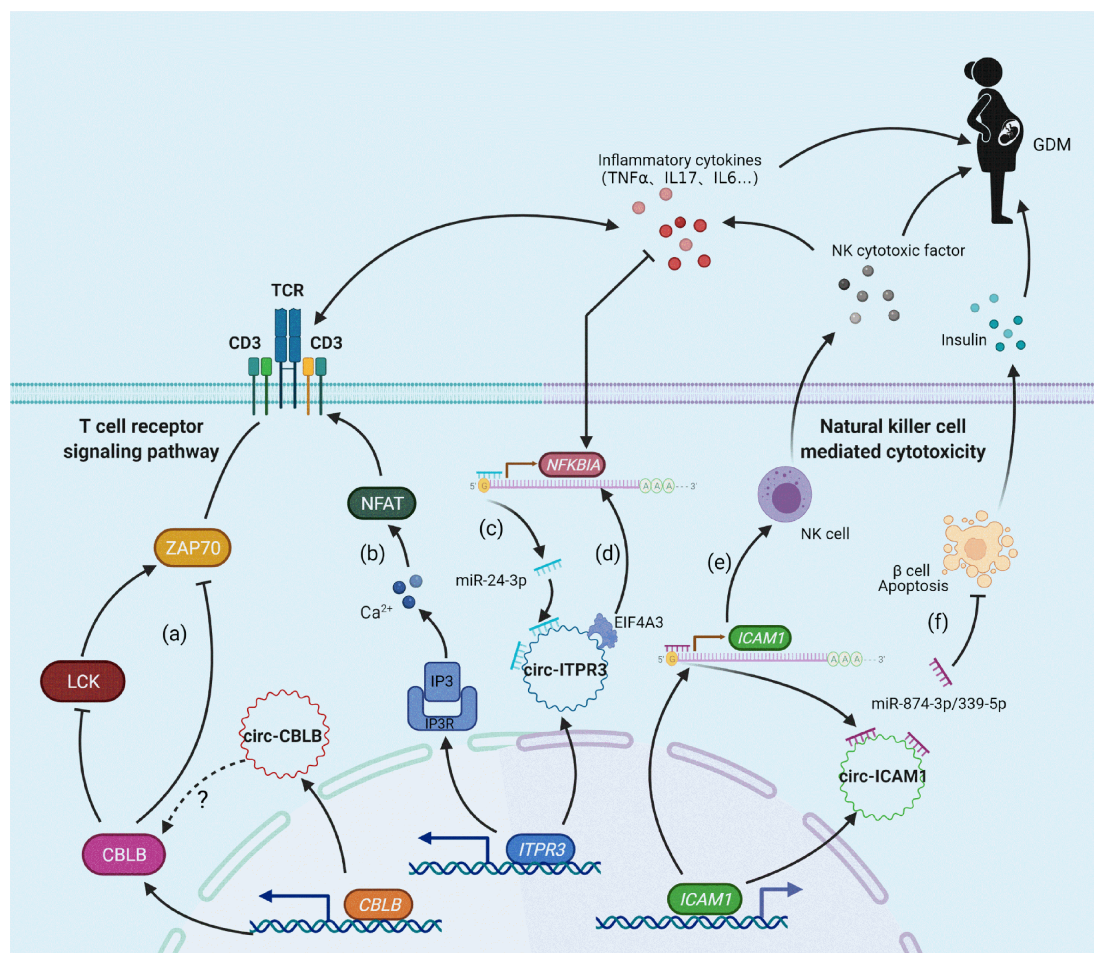 GDM
Inflammatory cytokines
(TNFα、IL17、IL6...)
NK cytotoxic factor
Insulin
TCR
CD3
CD3
T cell receptor
signaling pathway
Natural killer cell
mediated cytotoxicity
NFKBIA
5'
G
A A A
3'
NFAT
ZAP70
(a)
(b)
(c)
(d)
(e)
(f)
NK cell
β cell
Apoptosis
miR-24-3p
Ca2+
EIF4A3
ICAM1
5'
G
A A A
3'
LCK
IP3
IP3R
circ-ITPR3
miR-874-3p/339-5p
circ-CBLB
circ-ICAM1
?
CBLB
ITPR3
CBLB
ICAM1